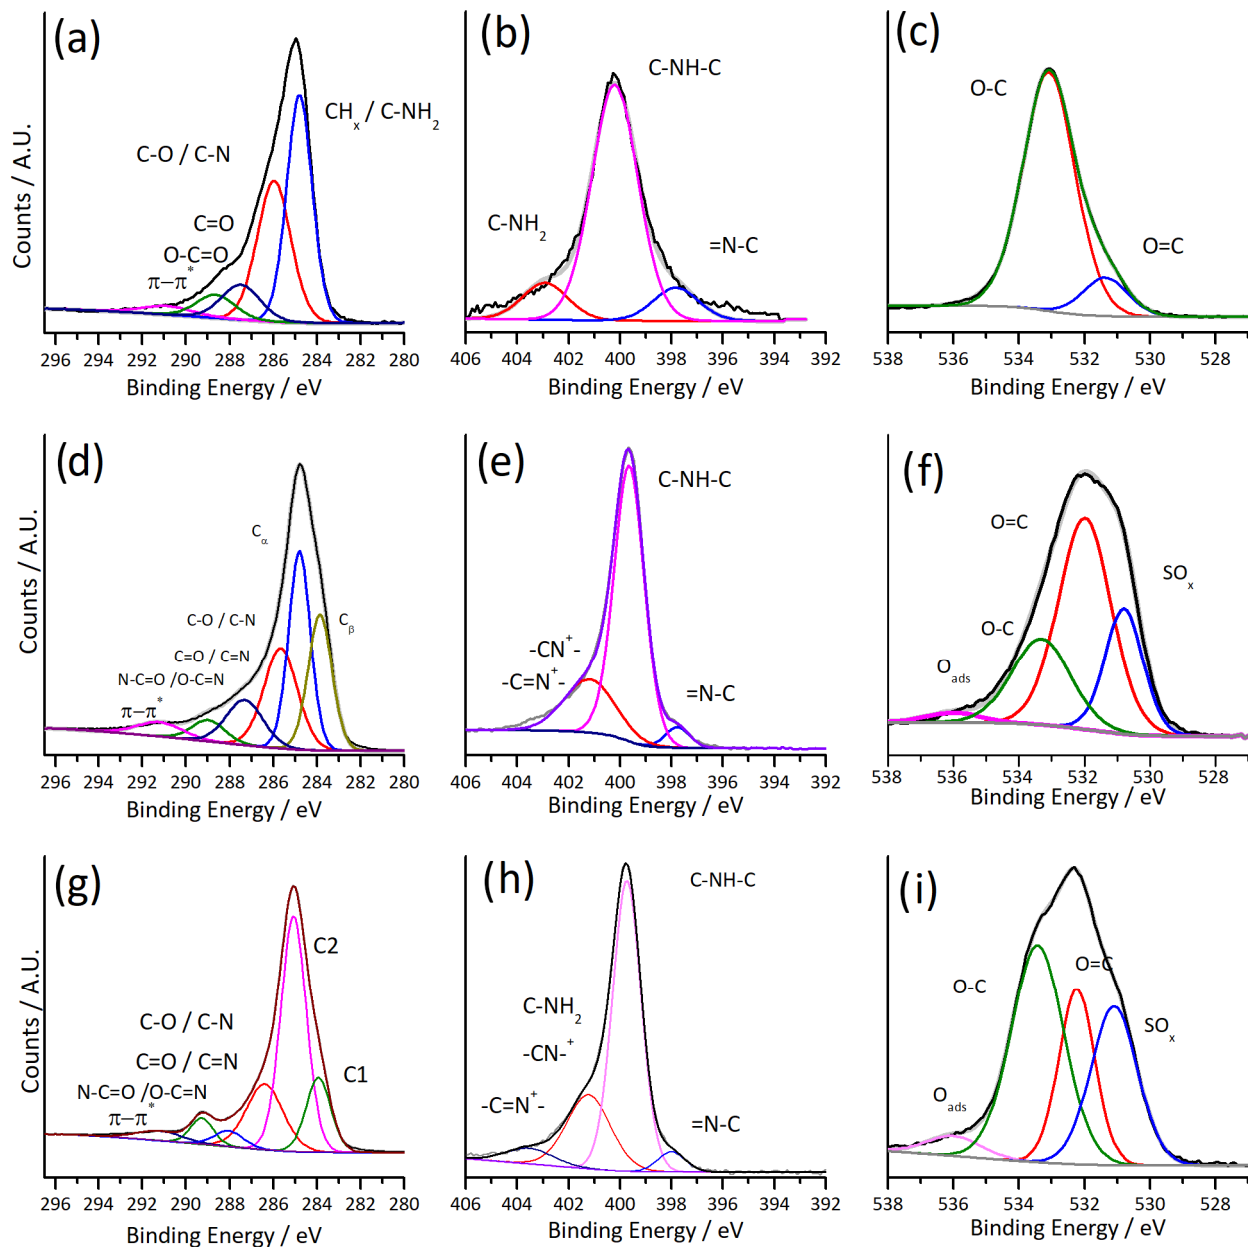 (a)
CHx / C-NH2
C-O / C-N
C=O
O-C=O
π–π*
Counts / A.U.
296 294 292 290 288 286 284 282 280
Binding Energy / eV
(b)
C-NH-C
C-NH2
=N-C
406 404 402 400 398 396 394 392
Binding Energy / eV
(c)
O-C
O=C
538 536 534 532 530 528
Binding Energy / eV
(d)
Cα
C-O / C-N
Cβ
C=O / C=N
N-C=O /O-C=N
π–π*
Counts / A.U.
296 294 292 290 288 286 284 282 280
Binding Energy / eV
(e)
C-NH-C
-CN+-
-C=N+-
=N-C
406 404 402 400 398 396 394 392
Binding Energy / eV
(f)
O=C
SOx
O-C
Oads
538 536 534 532 530 528
Binding Energy / eV
(g)
C2
C-O / C-N
C=O / C=N
C1
N-C=O /O-C=N
π–π*
Counts / A.U.
296 294 292 290 288 286 284 282 280
Binding Energy / eV
(h)
C-NH-C
C-NH2
-CN-+
-C=N+-
=N-C
406 404 402 400 398 396 394 392
Binding Energy / eV
(i)
O-C
O=C
SOx
Oads
538 536 534 532 530 528
Binding Energy / eV